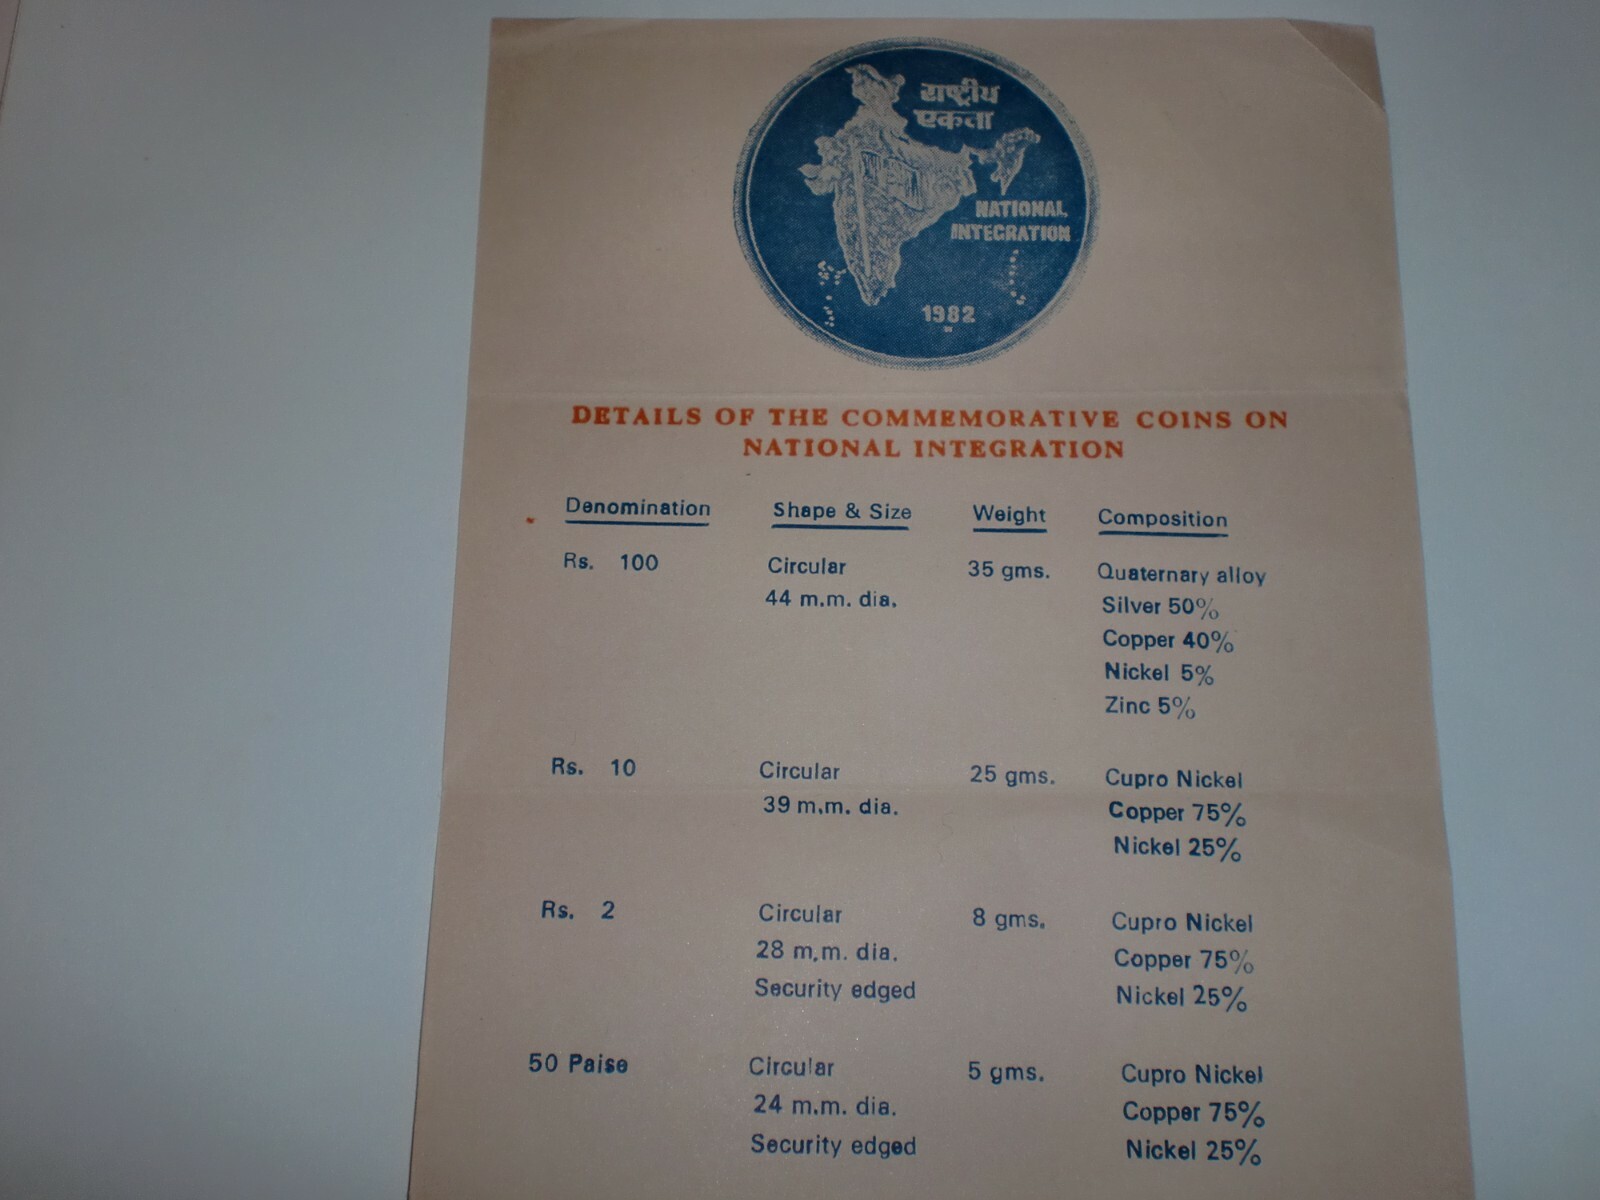 राष्ट्रीय
एकता
NATIONAL
INTEGRATION
1982
DETAILS OF THE COMMEMORATIVE COINS ON
NATIONAL INTEGRATION
Denomination Shape & Size Weight Composition
Rs. 100 Circular 35 gms. Quaternary alloy
44 m.m. dia. Silver 50%
Copper 40%
Nickel 5%
Zinc 5%
Rs. 10 Circular 25 gms. Cupro Nickel
39 m.m. dia. Copper 75%
Nickel 25%
Rs. 2 Circular 8 gms. Cupro Nickel
28 m.m. dia. Copper 75%
Security edged Nickel 25%
50 Paise Circular 5 gms. Cupro Nickel
24 m.m. dia. Copper 75%
Security edged Nickel 25%